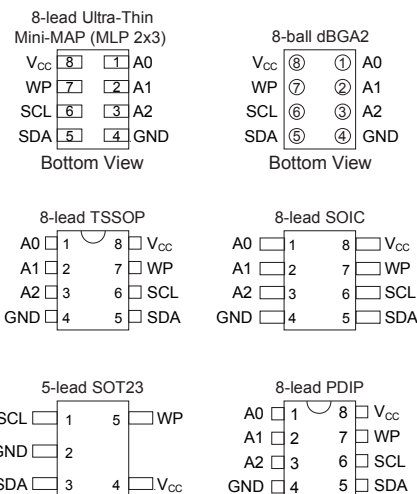 8-lead Ultra-Thin
Mini-MAP (MLP 2x3)
VCC 8 1 A0
WP 7 2 A1
SCL 6 3 A2
SDA 5 4 GND
Bottom View
8-ball dBGA2
VCC 8 1 A0
WP 7 2 A1
SCL 6 3 A2
SDA 5 4 GND
Bottom View
8-lead TSSOP
A0 1 8 VCC
A1 2 7 WP
A2 3 6 SCL
GND 4 5 SDA
8-lead SOIC
A0 1 8 VCC
A1 2 7 WP
A2 3 6 SCL
GND 4 5 SDA
5-lead SOT23
SCL 1 5 WP
GND 2
SDA 3 4 VCC
8-lead PDIP
A0 1 8 VCC
A1 2 7 WP
A2 3 6 SCL
GND 4 5 SDA